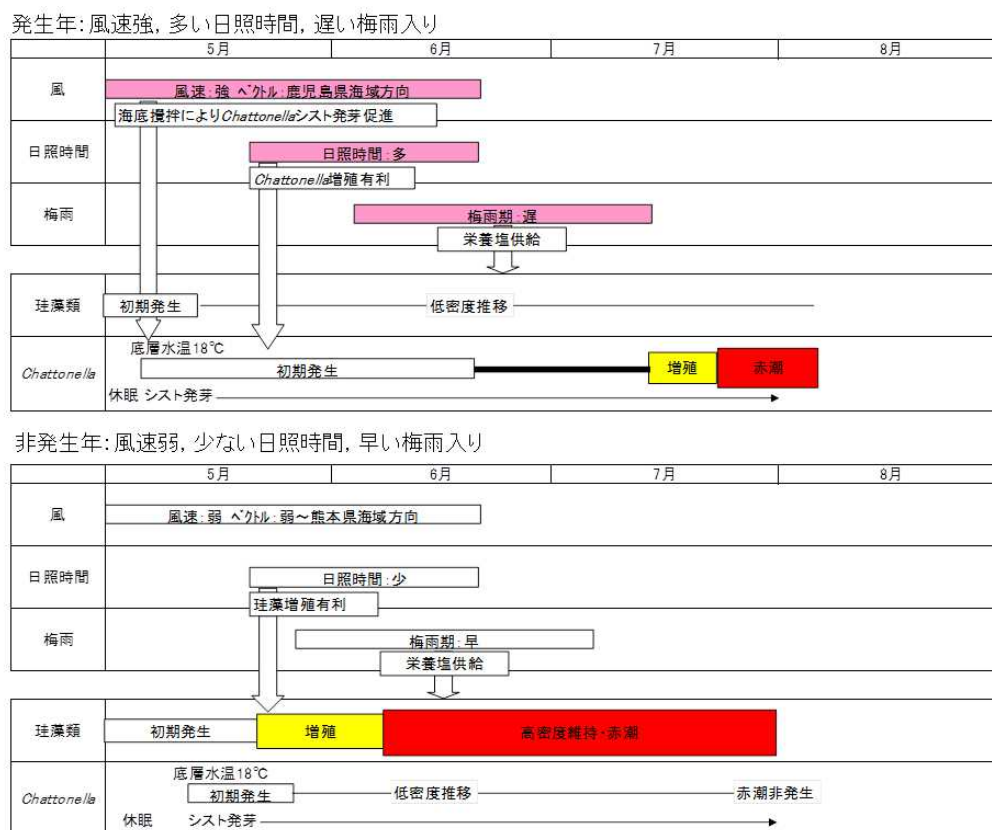 発生年：風速強，多い日照時間，遅い梅雨入り
5月 6月 7月 8月
風
風速：強 ベクトル：鹿児島県海域方向
海底攪拌によりChattonellaシスト発芽促進
日照時間
日照時間：多
Chattonella増殖有利
梅雨
梅雨期：遅
栄養塩供給
珪藻類
初期発生
低密度推移
Chattonella
底層水温18℃
初期発生
増殖
赤潮
休眠 シスト発芽
非発生年：風速弱，少ない日照時間，早い梅雨入り
5月 6月 7月 8月
風
風速：弱 ベクトル：弱～熊本県海域方向
日照時間
日照時間：少
珪藻増殖有利
梅雨
梅雨期：早
栄養塩供給
珪藻類
初期発生
増殖
高密度維持・赤潮
Chattonella
底層水温18℃
初期発生
低密度推移
赤潮非発生
休眠 シスト発芽